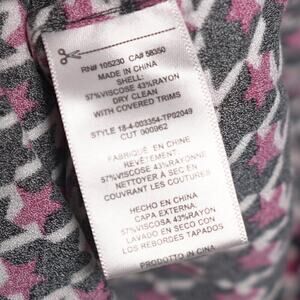 RN# 105230 CA# 58350
MADE IN CHINA
SHELL:
57%VISCOSE 43%RAYON
DRY CLEAN
WITH COVERED TRIMS
STYLE 18-4-003354-TP02049
CUT 000962
FABRIQUÉ EN CHINE
REVÊTEMENT:
57%VISCOSE 43%RAYONNE
NETTOYER À SEC EN
COUVRANT LES COUTURES
HECHO EN CHINA
CAPA EXTERNA:
57%VISCOSA 43%RAYÓN
LAVADO EN SECO CON
LOS REBORDES TAPADOS
PRODOTTO IN CINA